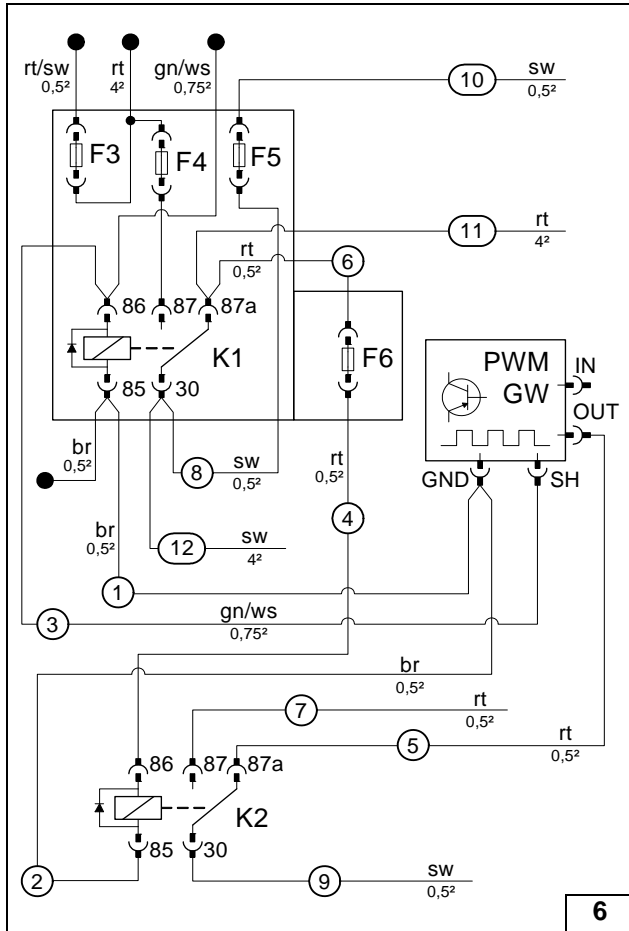 rt/sw
0,5²
rt
4²
gn/ws
0,75²
10
sw
0,5²
F3
F4
F5
11
rt
4²
rt
0,5²
6
86
87
87a
K1
F6
PWM
GW
IN
OUT
85
30
GND
SH
br
0,5²
8
sw
0,5²
rt
0,5²
4
br
0,5²
12
sw
4²
1
3
gn/ws
0,75²
br
0,5²
7
rt
0,5²
5
rt
0,5²
86
87
87a
K2
85
30
2
9
sw
0,5²
6